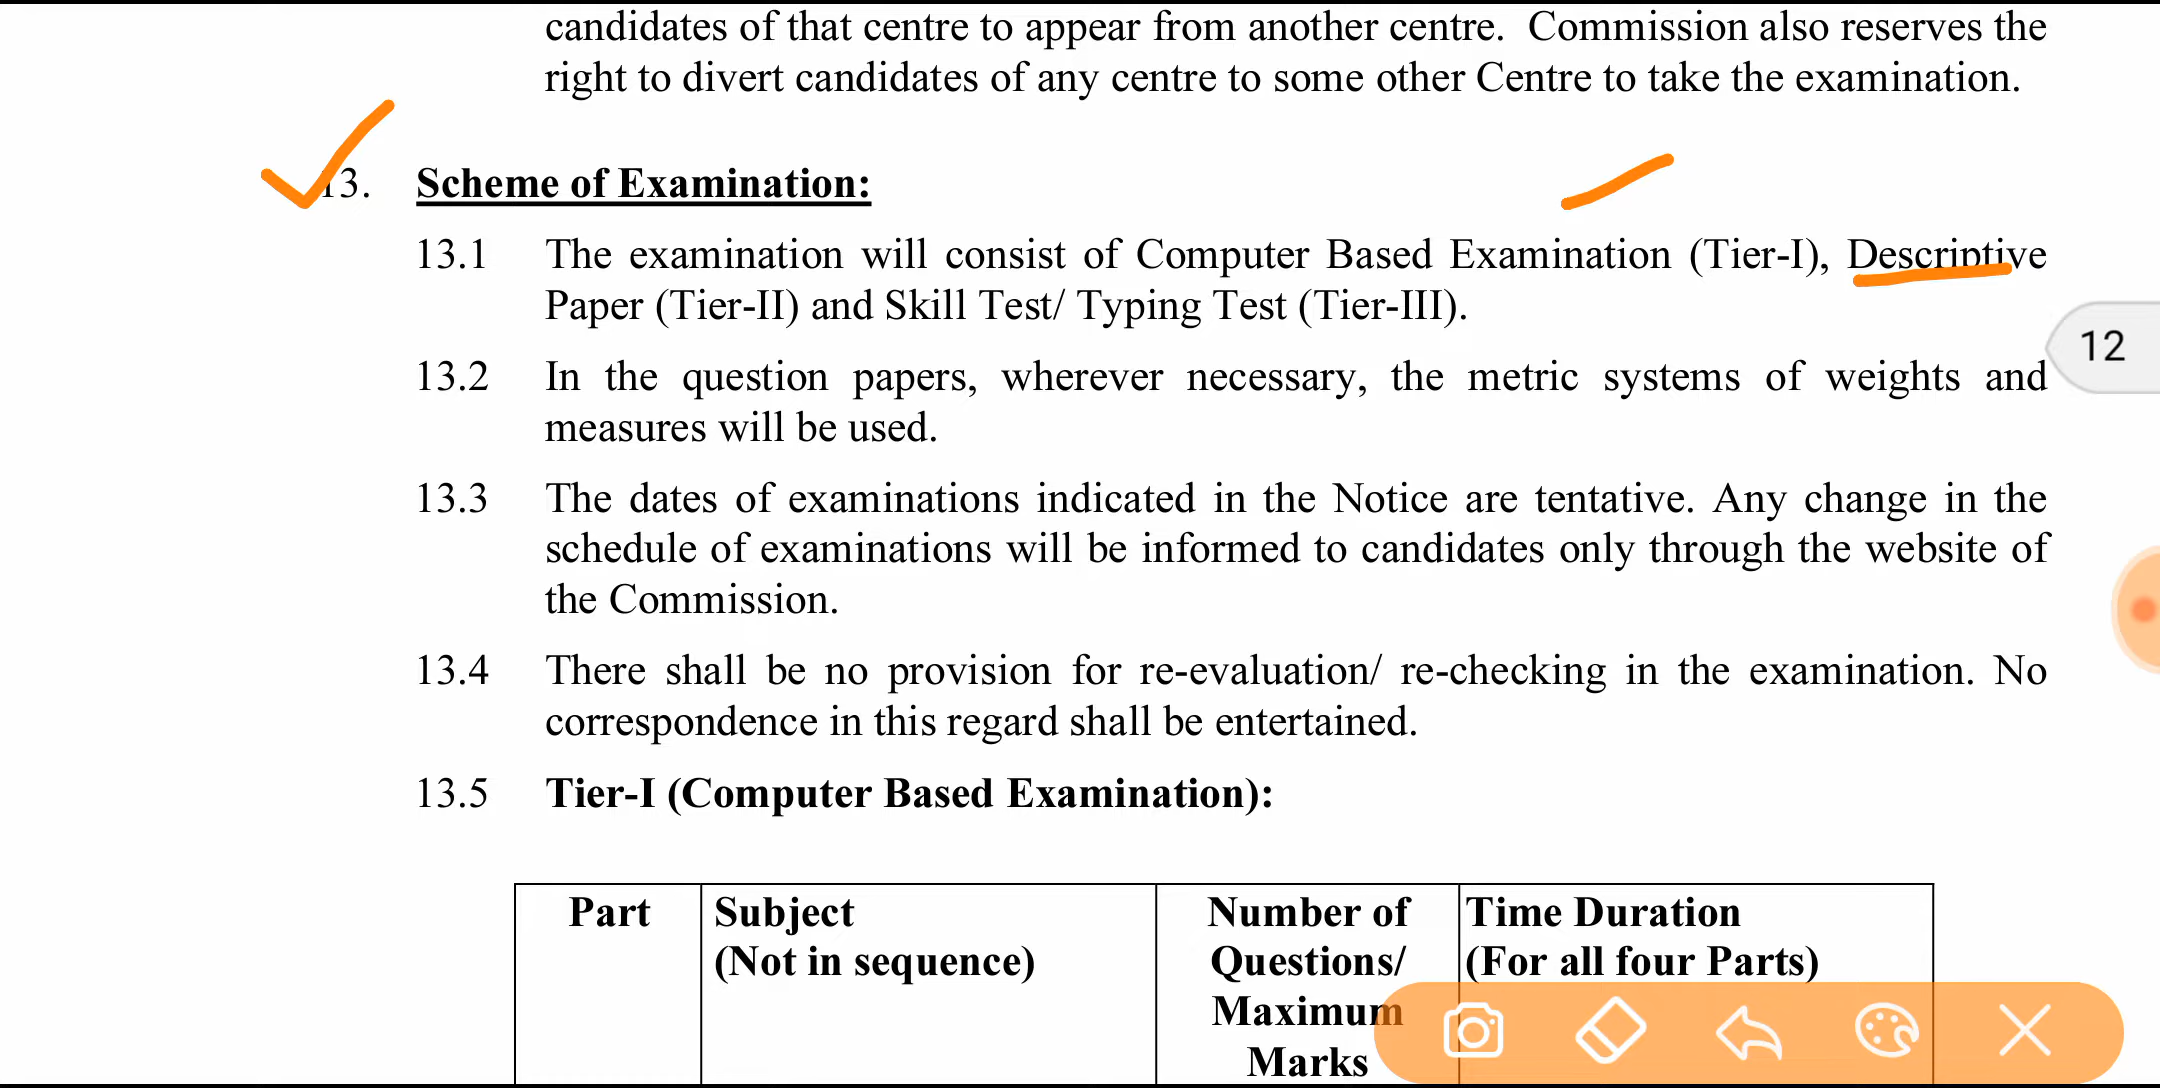 candidates of that centre to appear from another centre. Commission also reserves the
right to divert candidates of any centre to some other Centre to take the examination.
13. Scheme of Examination:
13.1 The examination will consist of Computer Based Examination (Tier-I), Descriptive
Paper (Tier-II) and Skill Test/ Typing Test (Tier-III).
12
13.2 In the question papers, wherever necessary, the metric systems of weights and
measures will be used.
13.3 The dates of examinations indicated in the Notice are tentative. Any change in the
schedule of examinations will be informed to candidates only through the website of
the Commission.
13.4 There shall be no provision for re-evaluation/ re-checking in the examination. No
correspondence in this regard shall be entertained.
13.5 Tier-I (Computer Based Examination):
Part
Subject
(Not in sequence)
Number of
Questions/
Maximum
Marks
Time Duration
(For all four Parts)